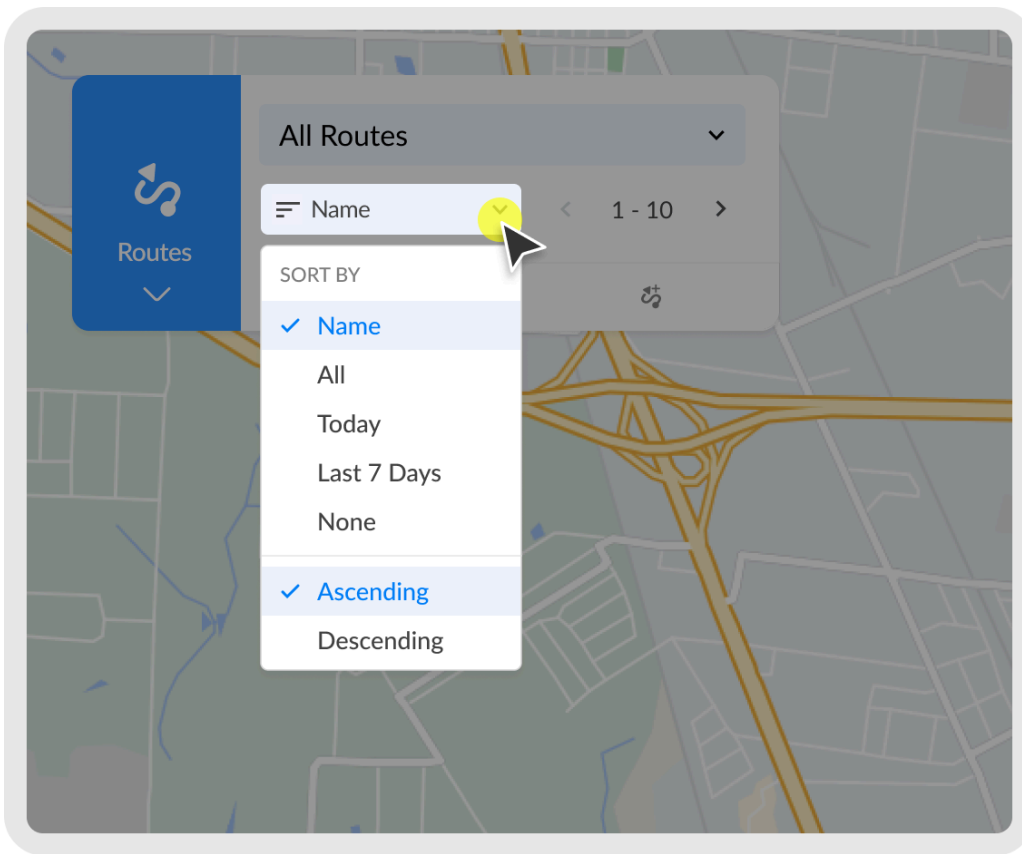 All Routes
Routes
Name
1 - 10
SORT BY
Name
All
Today
Last 7 Days
None
Ascending
Descending